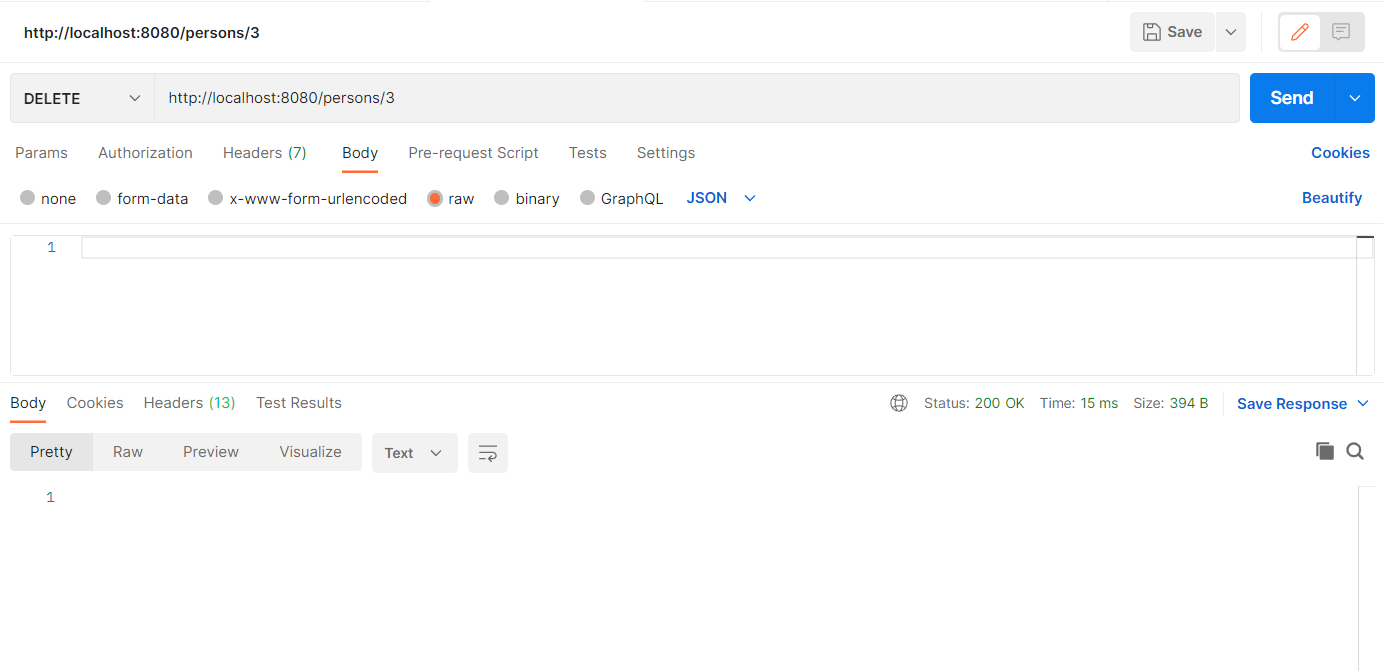 http://localhost:8080/persons/3 Save
DELETE http://localhost:8080/persons/3 Send
Params Authorization Headers (7) Body Pre-request Script Tests Settings Cookies
none form-data x-www-form-urlencoded raw binary GraphQL JSON Beautify
1
Body Cookies Headers (13) Test Results Status: 200 OK Time: 15 ms Size: 394 B Save Response
Pretty Raw Preview Visualize Text
1